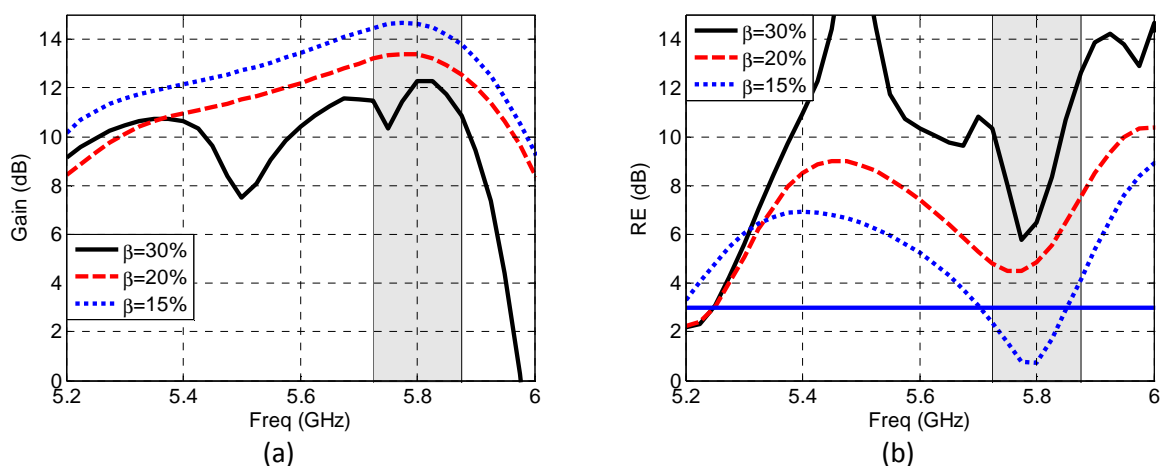 14
12
10
8
6
4
2
0
Gain (dB)
β=30%
β=20%
β=15%
5.2
5.4
5.6
5.8
6
Freq (GHz)
(a)
14
12
10
8
6
4
2
0
RE (dB)
β=30%
β=20%
β=15%
5.2
5.4
5.6
5.8
6
Freq (GHz)
(b)